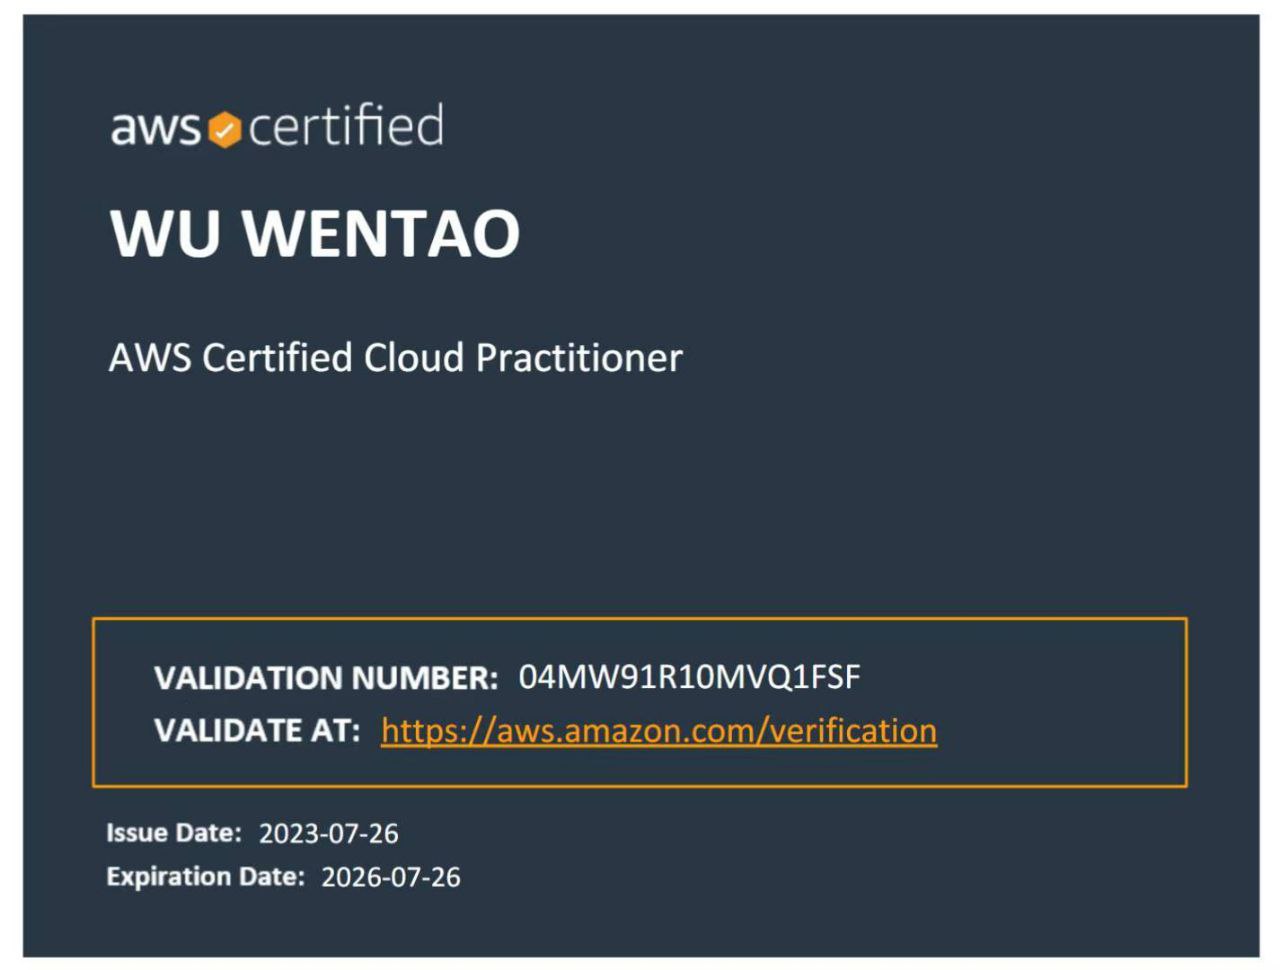 aws certified
WU WENTAO
AWS Certified Cloud Practitioner
VALIDATION NUMBER: 04MW91R10MVQ1FSF
VALIDATE AT: https://aws.amazon.com/verification
Issue Date: 2023-07-26
Expiration Date: 2026-07-26